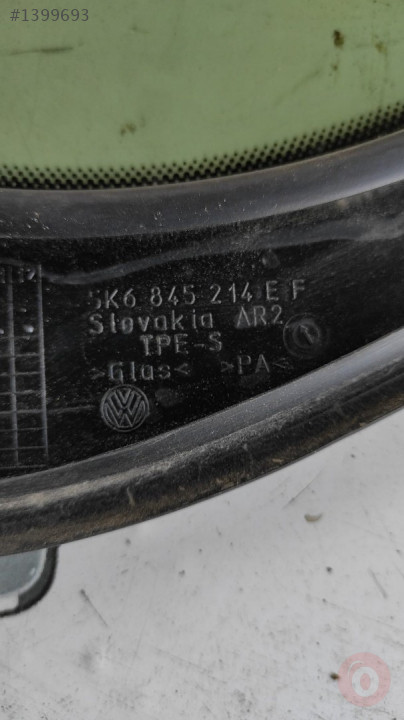 #1399693
5K6 845 214 E F
Slovakia AR2
TPE-S
>Glas< >PA<